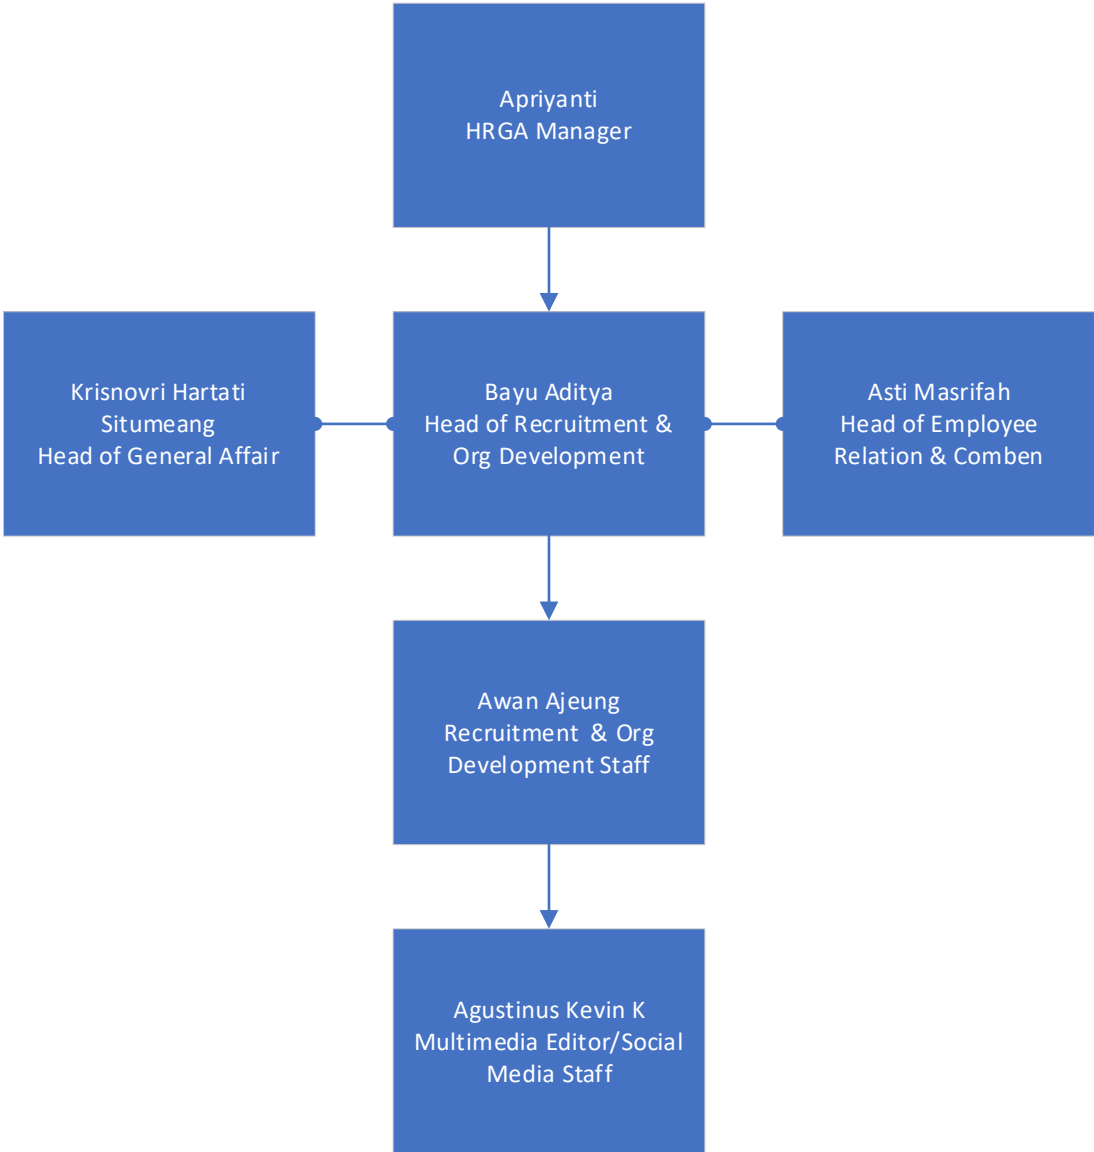 Apriyanti
HRGA Manager
Krisnovri Hartati
Situmeang
Head of General Affair
Bayu Aditya
Head of Recruitment &
Org Development
Asti Masrifah
Head of Employee
Relation & Comben
Awan Ajeung
Recruitment & Org
Development Staff
Agustinus Kevin K
Multimedia Editor/Social
Media Staff